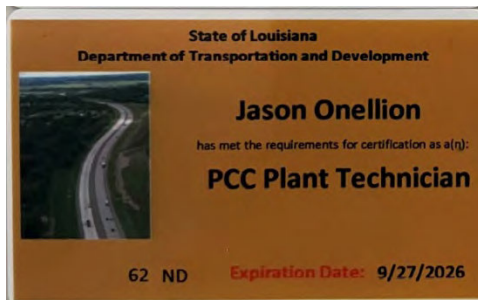 State of Louisiana
Department of Transportation and Development
Jason Onellion
has met the requirements for certification as a(n):
PCC Plant Technician
62 ND Expiration Date: 9/27/2026